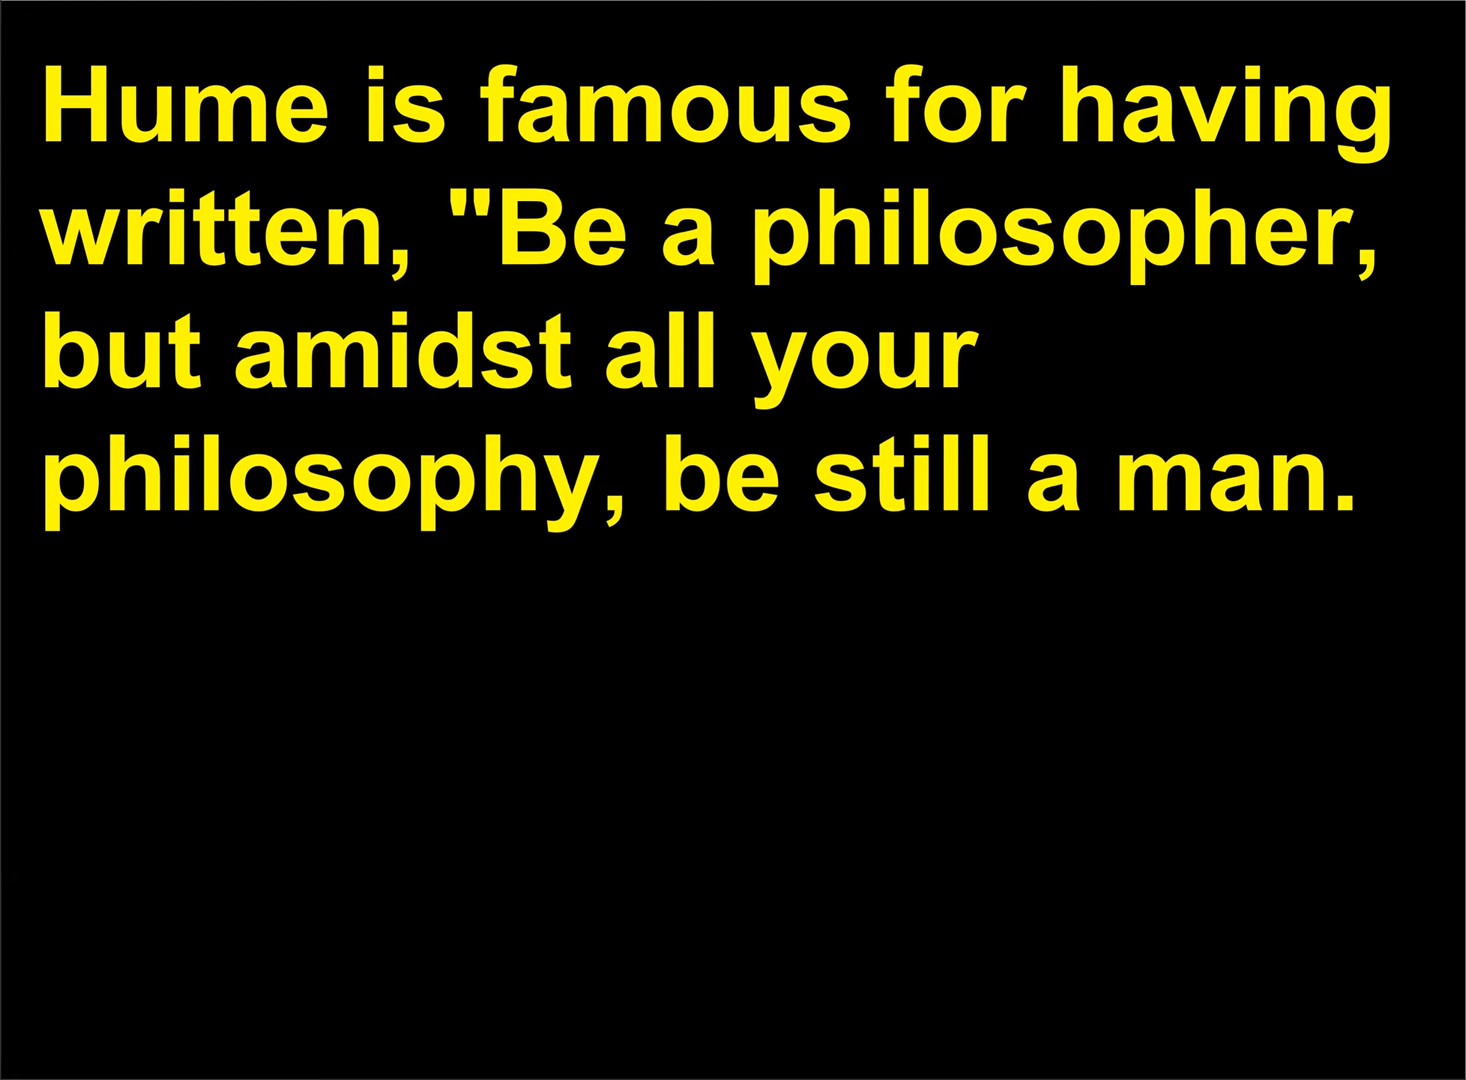 Hume is famous for having
written, "Be a philosopher,
but amidst all your
philosophy, be still a man.